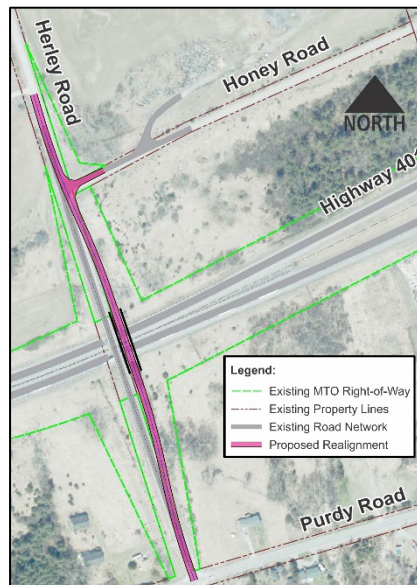 Herley Road
Honey Road
NORTH
Highway 401
Legend:
Existing MTO Right-of-Way
Existing Property Lines
Existing Road Network
Proposed Realignment
Purdy Road